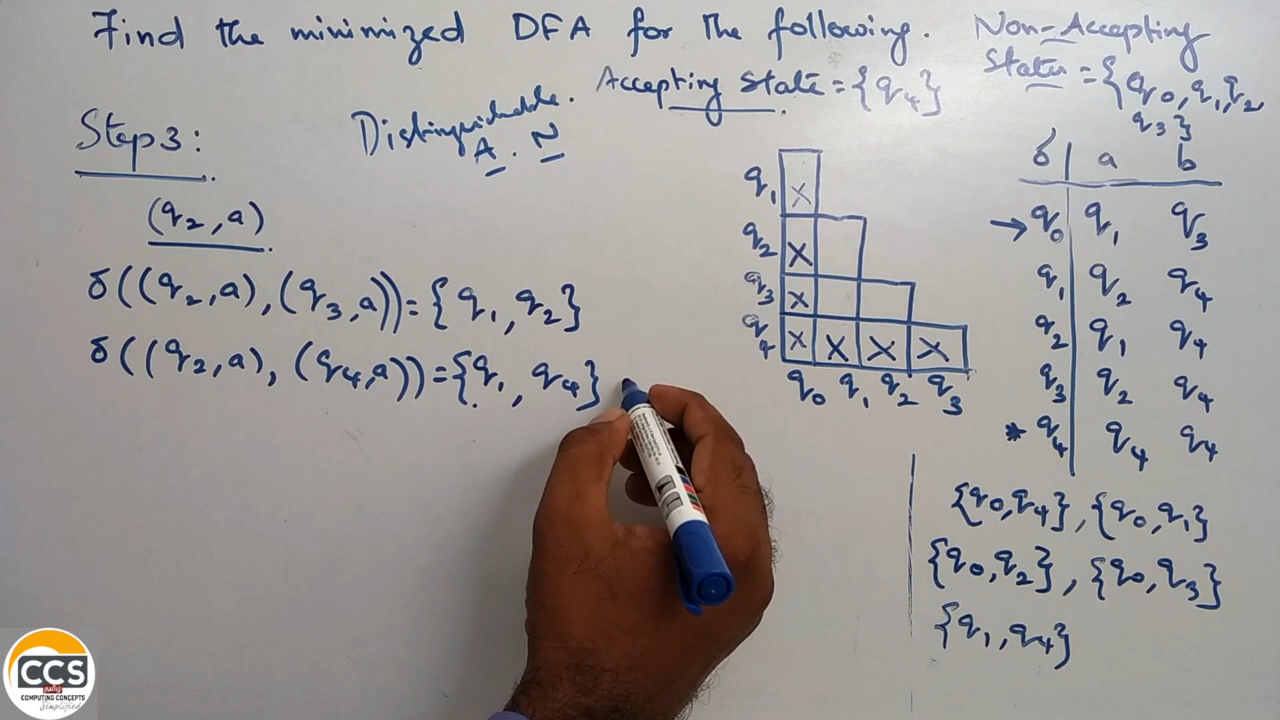 Find the minimized DFA for the following. Non-Accepting
States = {q0, q1, q2
q3}
Accepting State = {q4}
Distinguishable.
A. N
Step 3:
(q2, a)
δ((q2, a), (q3, a)) = {q1, q2}
δ((q2, a), (q4, a)) = {q1, q4}
q1 X
q2 X
q3 X
q4 X X X X
q0 q1 q2 q3
δ a b
→ q0 q1 q3
q1 q2 q4
q2 q1 q4
q3 q2 q4
* q4 q4 q4
{q0, q4}, {q0, q1}
{q0, q2}, {q0, q3}
{q1, q4}
CCS
COMPUTING CONCEPTS
Simplified